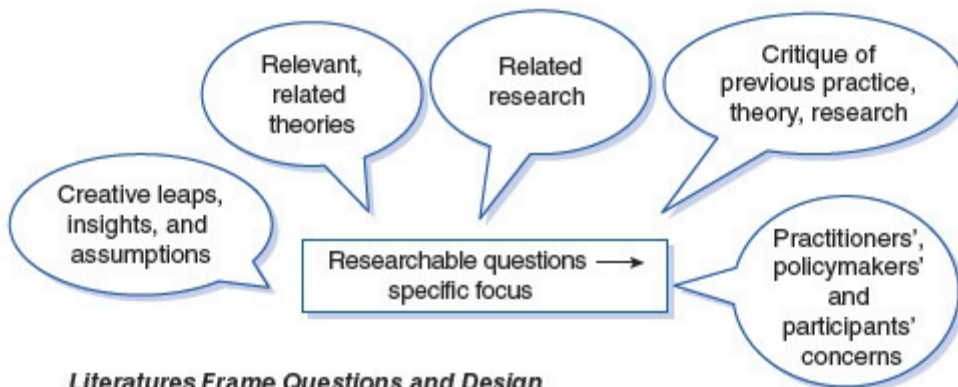 Relevant,
related
theories
Related
research
Critique of
previous practice,
theory, research
Creative leaps,
insights, and
assumptions
Researchable questions →
specific focus
Practitioners’,
policymakers’
and
participants’
concerns
Literatures Frame Questions and Design